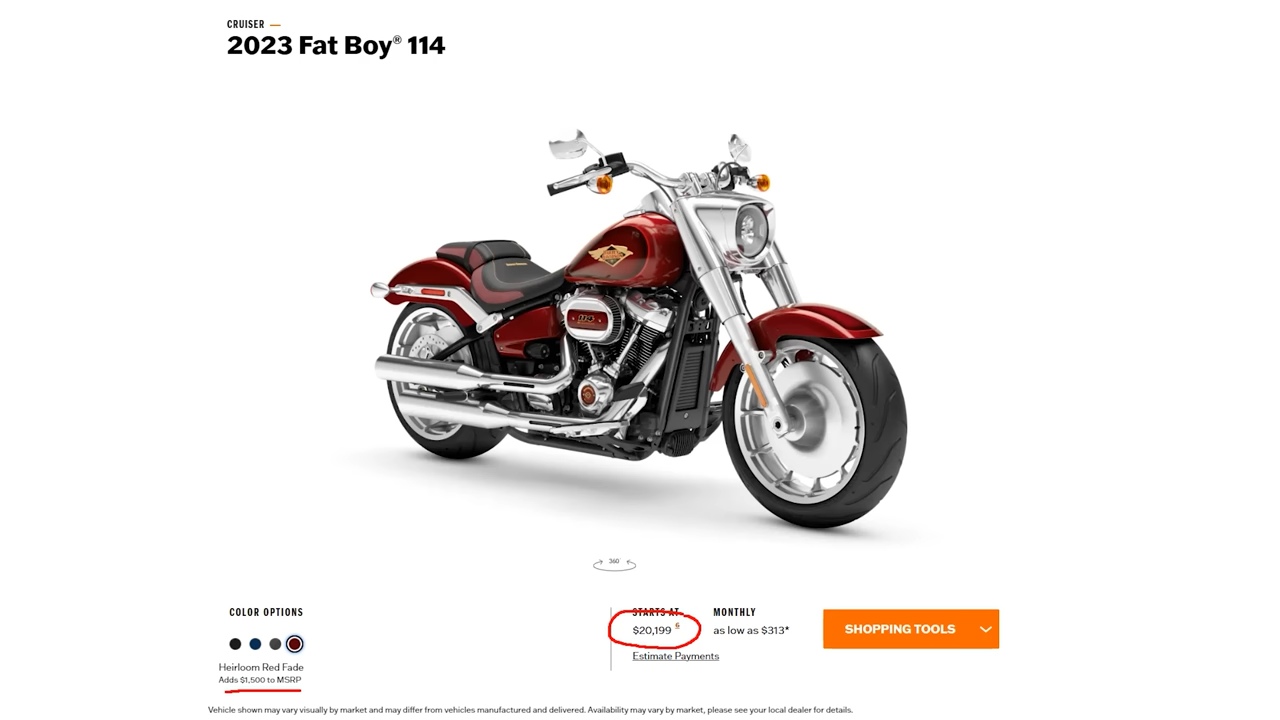 CRUISER —
2023 Fat Boy® 114
114
360°
COLOR OPTIONS
Heirloom Red Fade
Adds $1,500 to MSRP
STARTS AT
$20,199 6
Estimate Payments
MONTHLY
as low as $313*
SHOPPING TOOLS
Vehicle shown may vary visually by market and may differ from vehicles manufactured and delivered. Availability may vary by market, please see your local dealer for details.